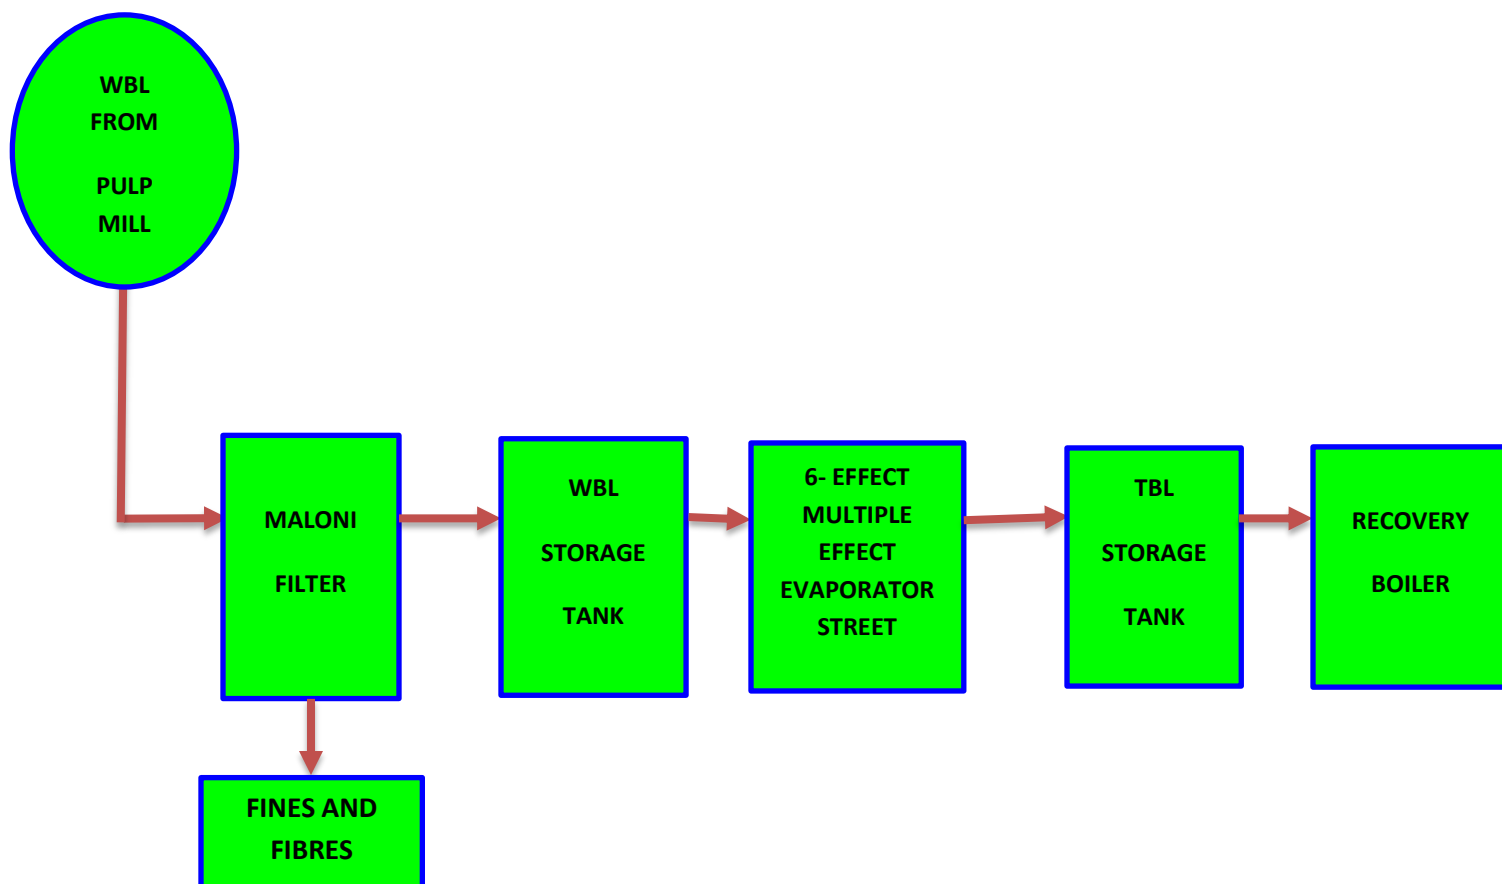 WBL
FROM
PULP
MILL
MALONI
FILTER
WBL
STORAGE
TANK
6- EFFECT
MULTIPLE
EFFECT
EVAPORATOR
STREET
TBL
STORAGE
TANK
RECOVERY
BOILER
FINES AND
FIBRES